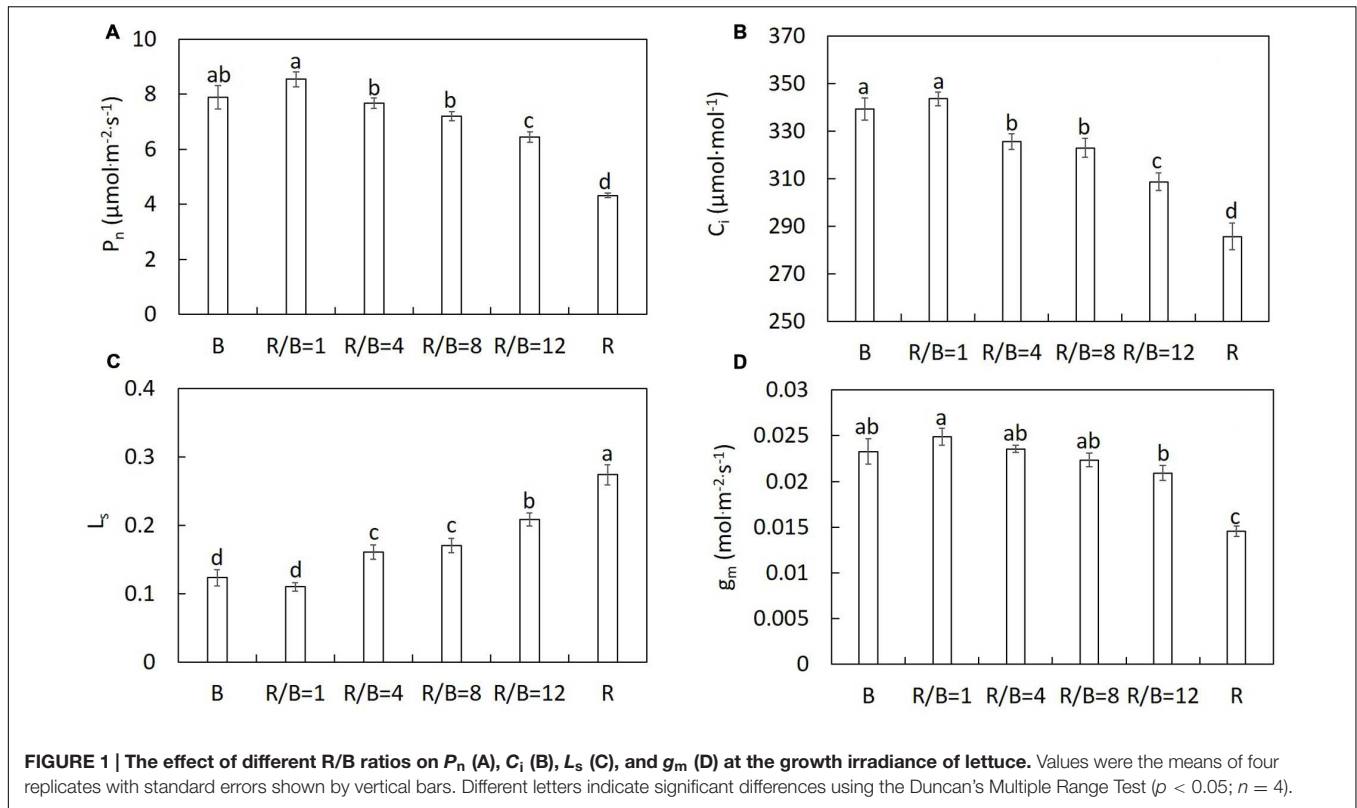 A
10
8
6
4
2
0
Pn (μmol·m-2·s-1)
ab
a
b
b
c
d
B R/B=1 R/B=4 R/B=8 R/B=12 R
B
370
350
330
310
290
270
250
Ci (μmol·mol-1)
a
a
b
b
c
d
B R/B=1 R/B=4 R/B=8 R/B=12 R
C
0.4
0.3
0.2
0.1
0
Ls
d
d
c
c
b
a
B R/B=1 R/B=4 R/B=8 R/B=12 R
D
0.03
0.025
0.02
0.015
0.01
0.005
0
gm (mol·m-2·s-1)
ab
a
ab
ab
b
c
B R/B=1 R/B=4 R/B=8 R/B=12 R
FIGURE 1 | The effect of different R/B ratios on Pn (A), Ci (B), Ls (C), and gm (D) at the growth irradiance of lettuce. Values were the means of four
replicates with standard errors shown by vertical bars. Different letters indicate significant differences using the Duncan's Multiple Range Test (p < 0.05; n = 4).